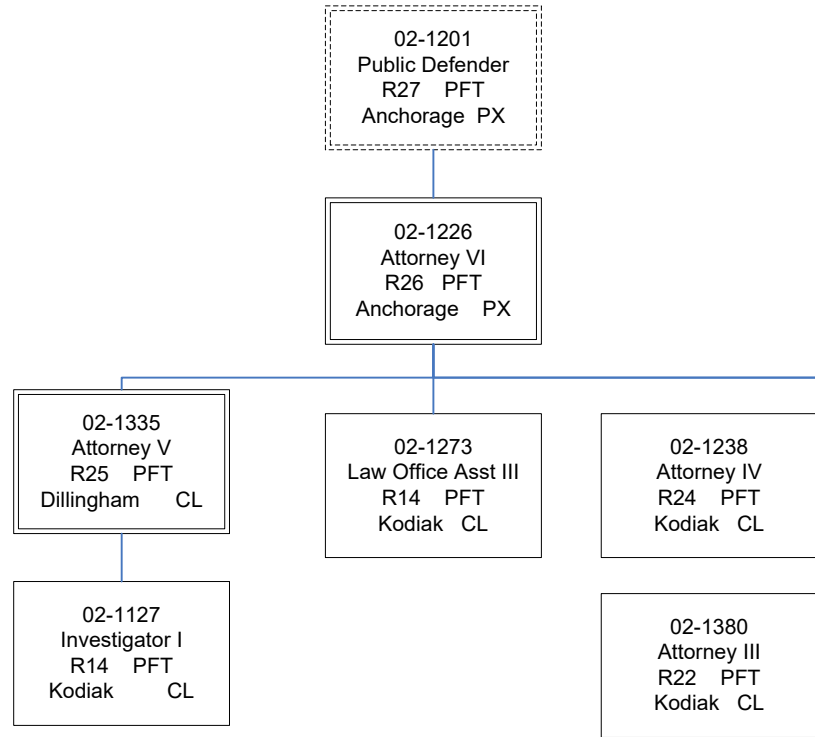 02-1201
Public Defender
R27 PFT
Anchorage PX
02-1226
Attorney VI
R26 PFT
Anchorage PX
02-1335
Attorney V
R25 PFT
Dillingham CL
02-1273
Law Office Asst III
R14 PFT
Kodiak CL
02-1238
Attorney IV
R24 PFT
Kodiak CL
02-1127
Investigator I
R14 PFT
Kodiak CL
02-1380
Attorney III
R22 PFT
Kodiak CL